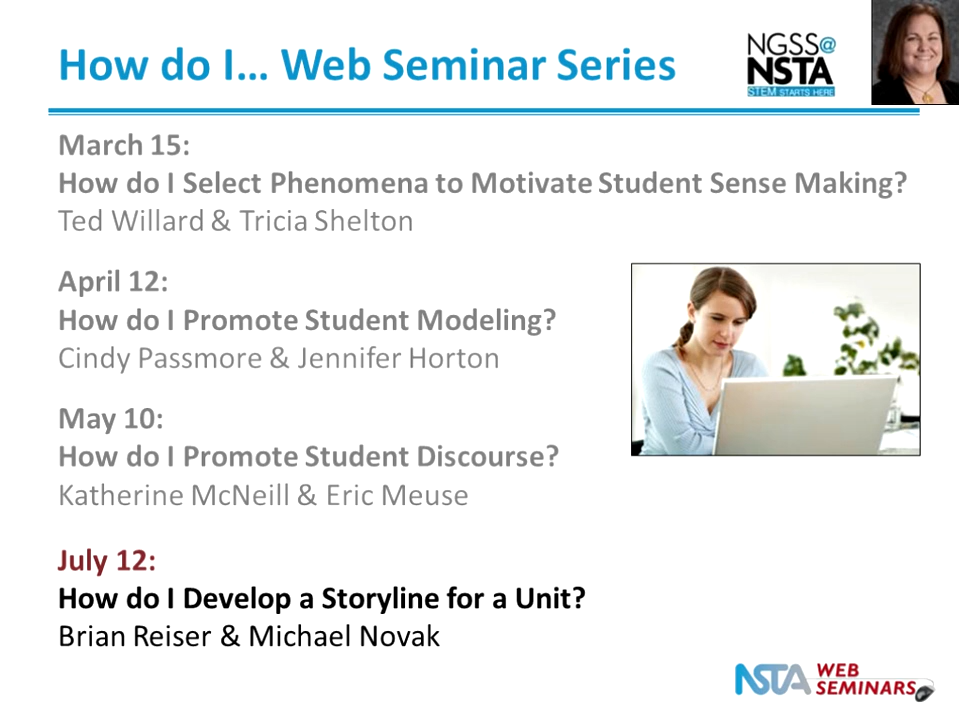 How do I... Web Seminar Series
NGSS@
NSTA
STEM STARTS HERE
March 15:
How do I Select Phenomena to Motivate Student Sense Making?
Ted Willard & Tricia Shelton
April 12:
How do I Promote Student Modeling?
Cindy Passmore & Jennifer Horton
May 10:
How do I Promote Student Discourse?
Katherine McNeill & Eric Meuse
July 12:
How do I Develop a Storyline for a Unit?
Brian Reiser & Michael Novak
NSTA WEB
SEMINARS